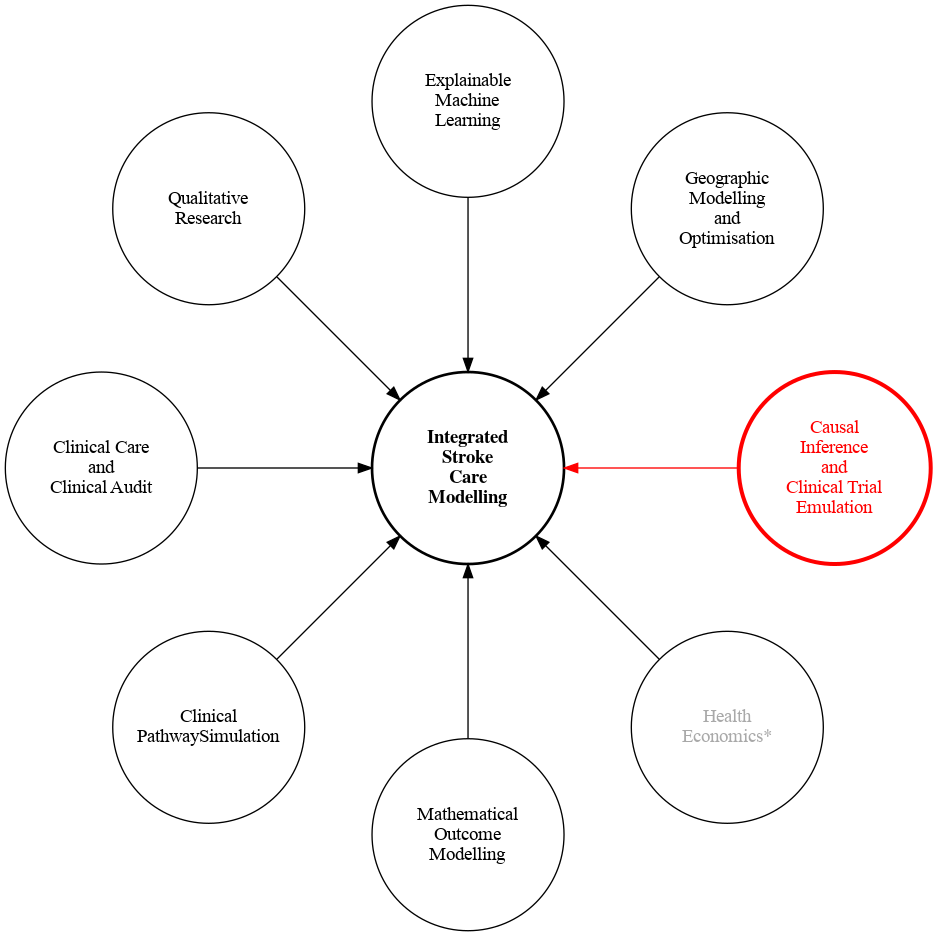 Explainable
Machine
Learning
Qualitative
Research
Geographic
Modelling
and
Optimisation
Clinical Care
and
Clinical Audit
Integrated
Stroke
Care
Modelling
Causal
Inference
and
Clinical Trial
Emulation
Clinical
PathwaySimulation
Health
Economics*
Mathematical
Outcome
Modelling